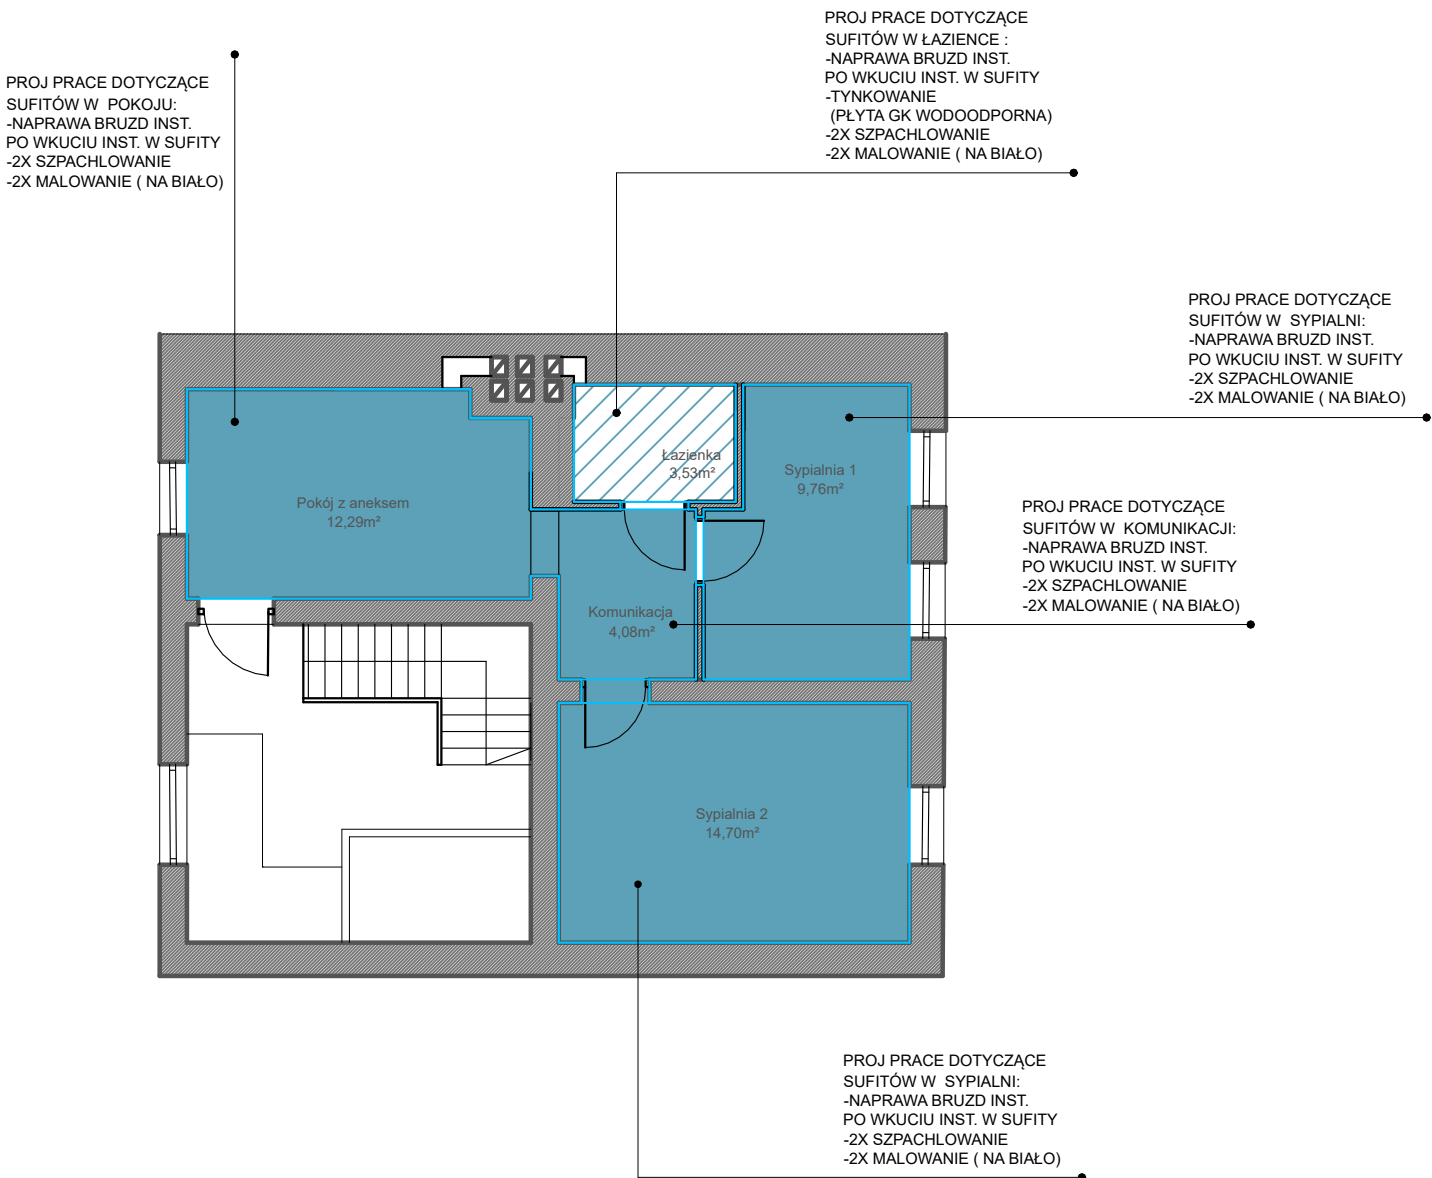 PROJ PRACE DOTYCZĄCE
SUFITÓW W ŁAZIENCE :
-NAPRAWA BRUZD INST.
PO WKUCIU INST. W SUFITY
-TYNKOWANIE
(PŁYTA GK WODOODPORNA)
-2X SZPACHLOWANIE
-2X MALOWANIE ( NA BIAŁO)
PROJ PRACE DOTYCZĄCE
SUFITÓW W POKOJU:
-NAPRAWA BRUZD INST.
PO WKUCIU INST. W SUFITY
-2X SZPACHLOWANIE
-2X MALOWANIE ( NA BIAŁO)
PROJ PRACE DOTYCZĄCE
SUFITÓW W SYPIALNI:
-NAPRAWA BRUZD INST.
PO WKUCIU INST. W SUFITY
-2X SZPACHLOWANIE
-2X MALOWANIE ( NA BIAŁO)
Łazienka
3,53m²
Sypialnia 1
9,76m²
Pokój z aneksem
12,29m²
PROJ PRACE DOTYCZĄCE
SUFITÓW W KOMUNIKACJI:
-NAPRAWA BRUZD INST.
PO WKUCIU INST. W SUFITY
-2X SZPACHLOWANIE
-2X MALOWANIE ( NA BIAŁO)
Komunikacja
4,08m²
Sypialnia 2
14,70m²
PROJ PRACE DOTYCZĄCE
SUFITÓW W SYPIALNI:
-NAPRAWA BRUZD INST.
PO WKUCIU INST. W SUFITY
-2X SZPACHLOWANIE
-2X MALOWANIE ( NA BIAŁO)